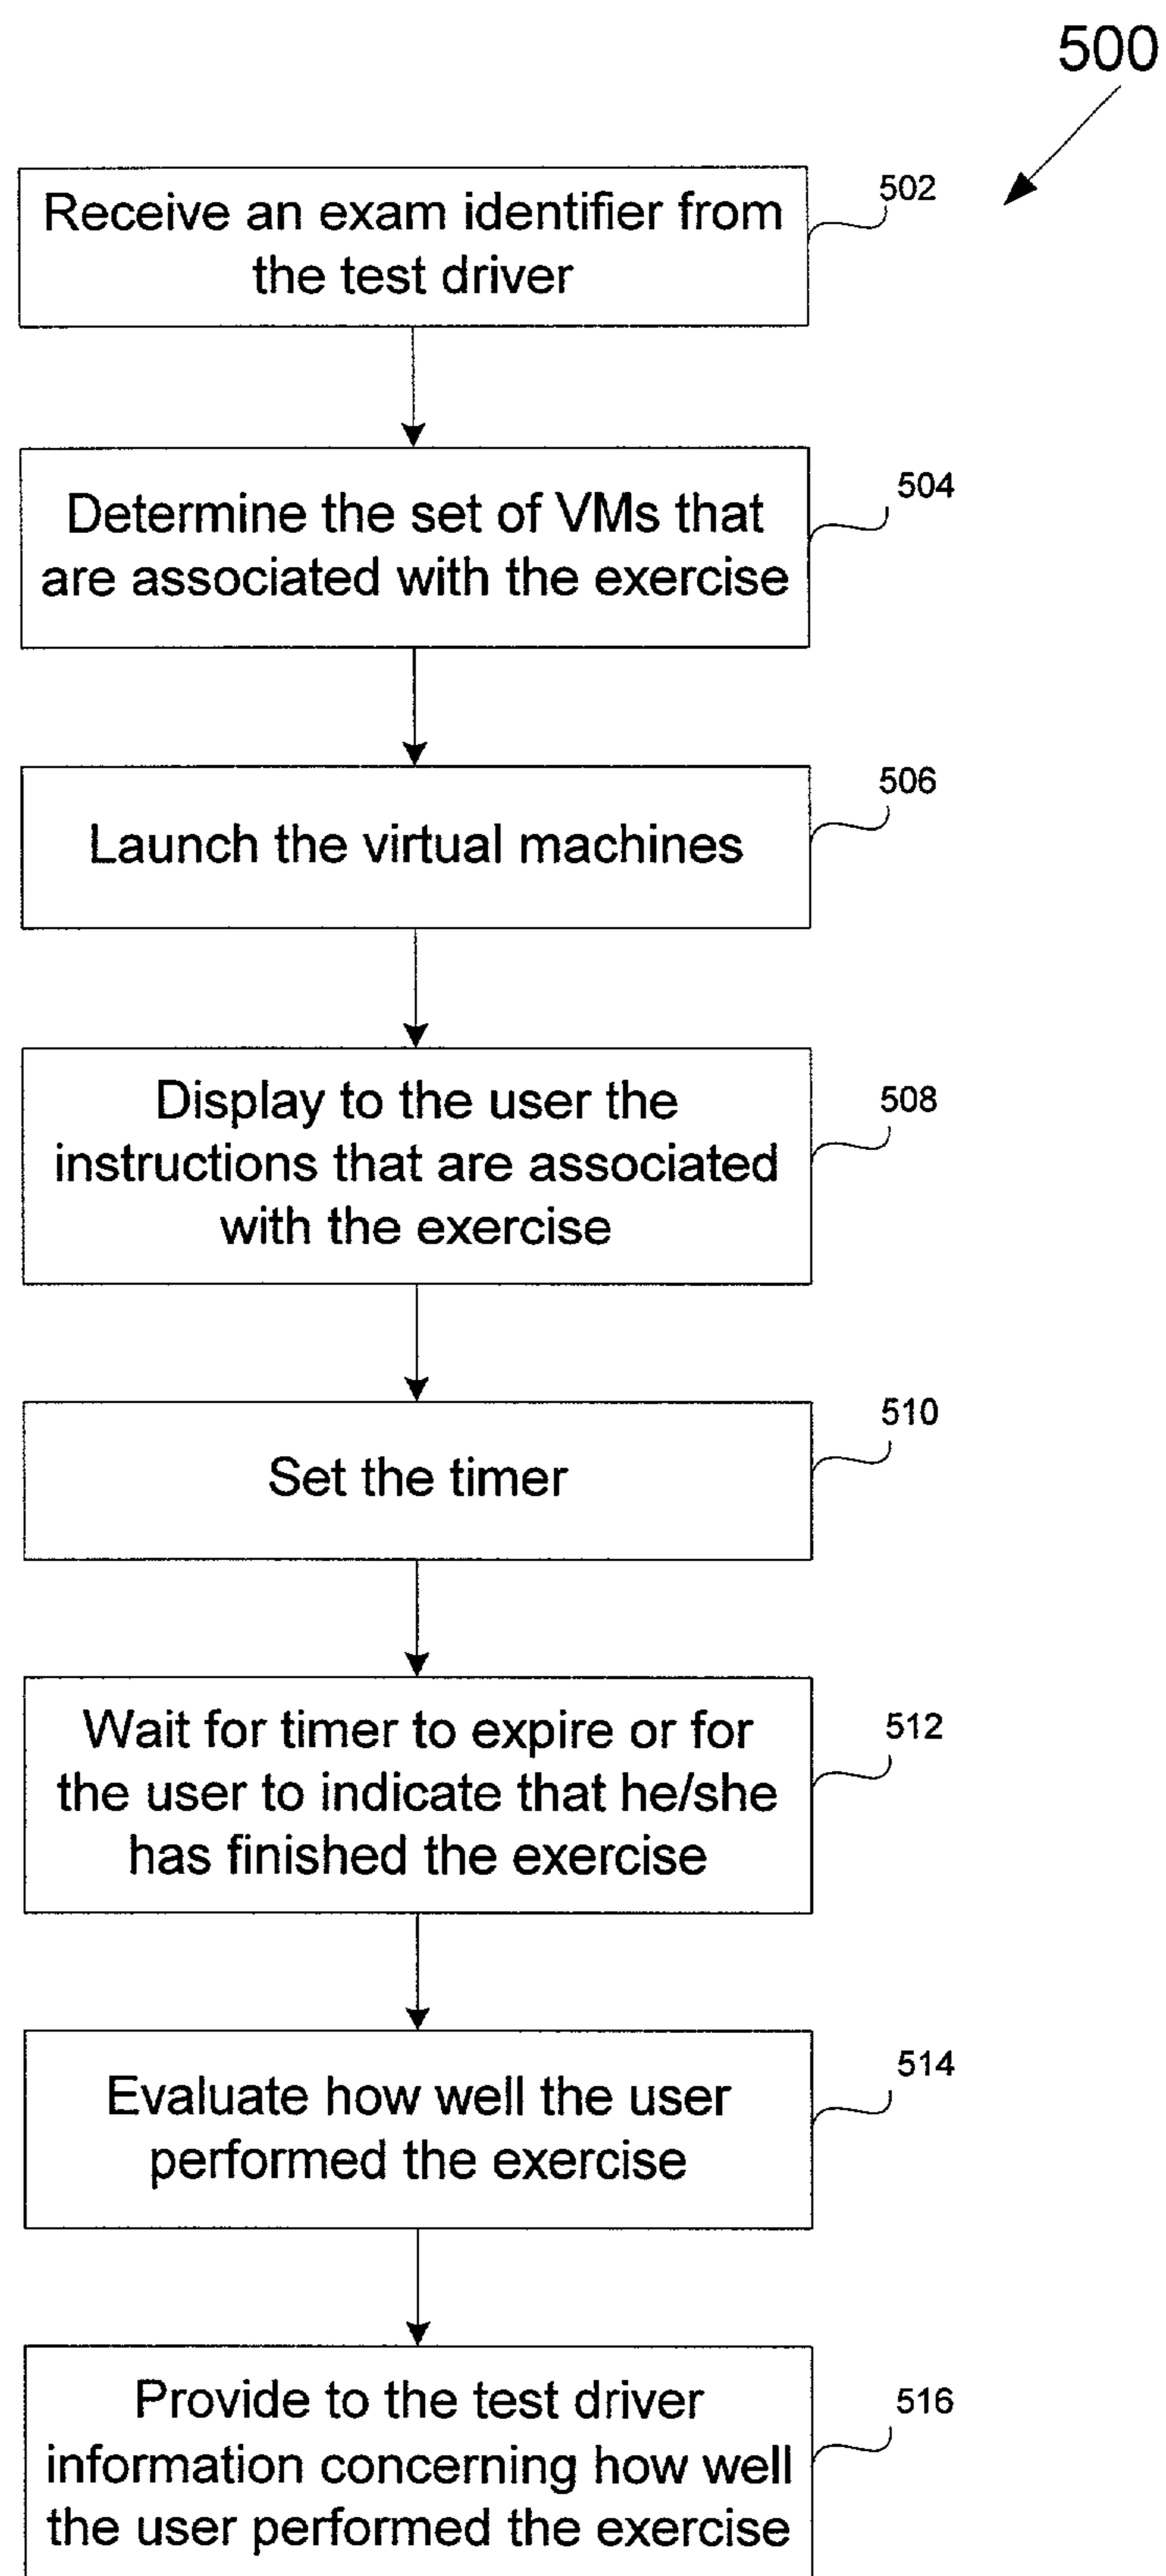 500
Receive an exam identifier from
the test driver
502
Determine the set of VMs that
are associated with the exercise
504
Launch the virtual machines
506
Display to the user the
instructions that are associated
with the exercise
508
Set the timer
510
Wait for timer to expire or for
the user to indicate that he/she
has finished the exercise
512
Evaluate how well the user
performed the exercise
514
Provide to the test driver
information concerning how well
the user performed the exercise
516